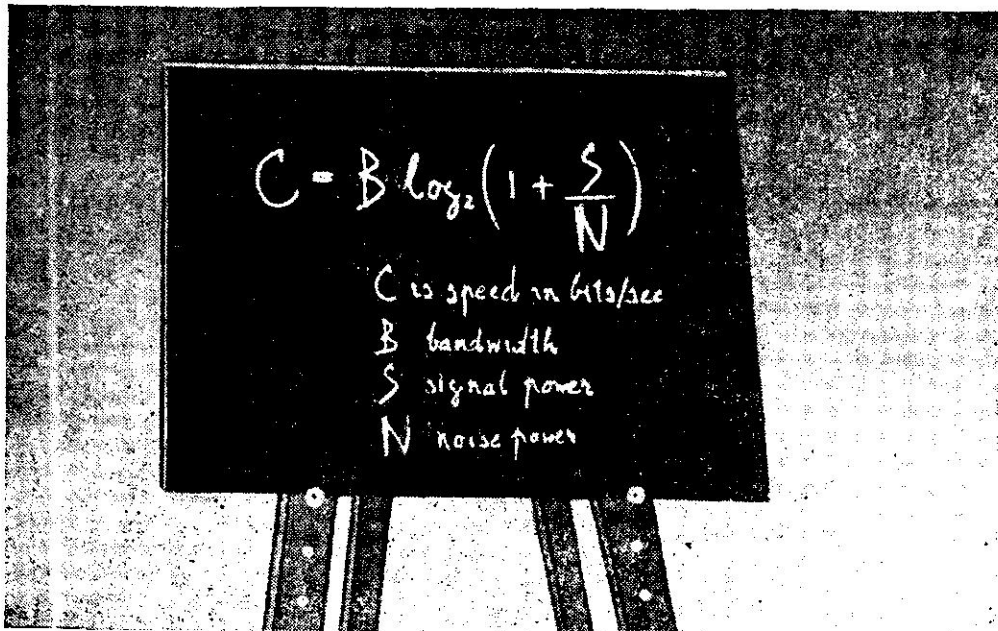 C = B log₂ (1 + S/N)
C is speed in bits/sec
B bandwidth
S signal power
N noise power